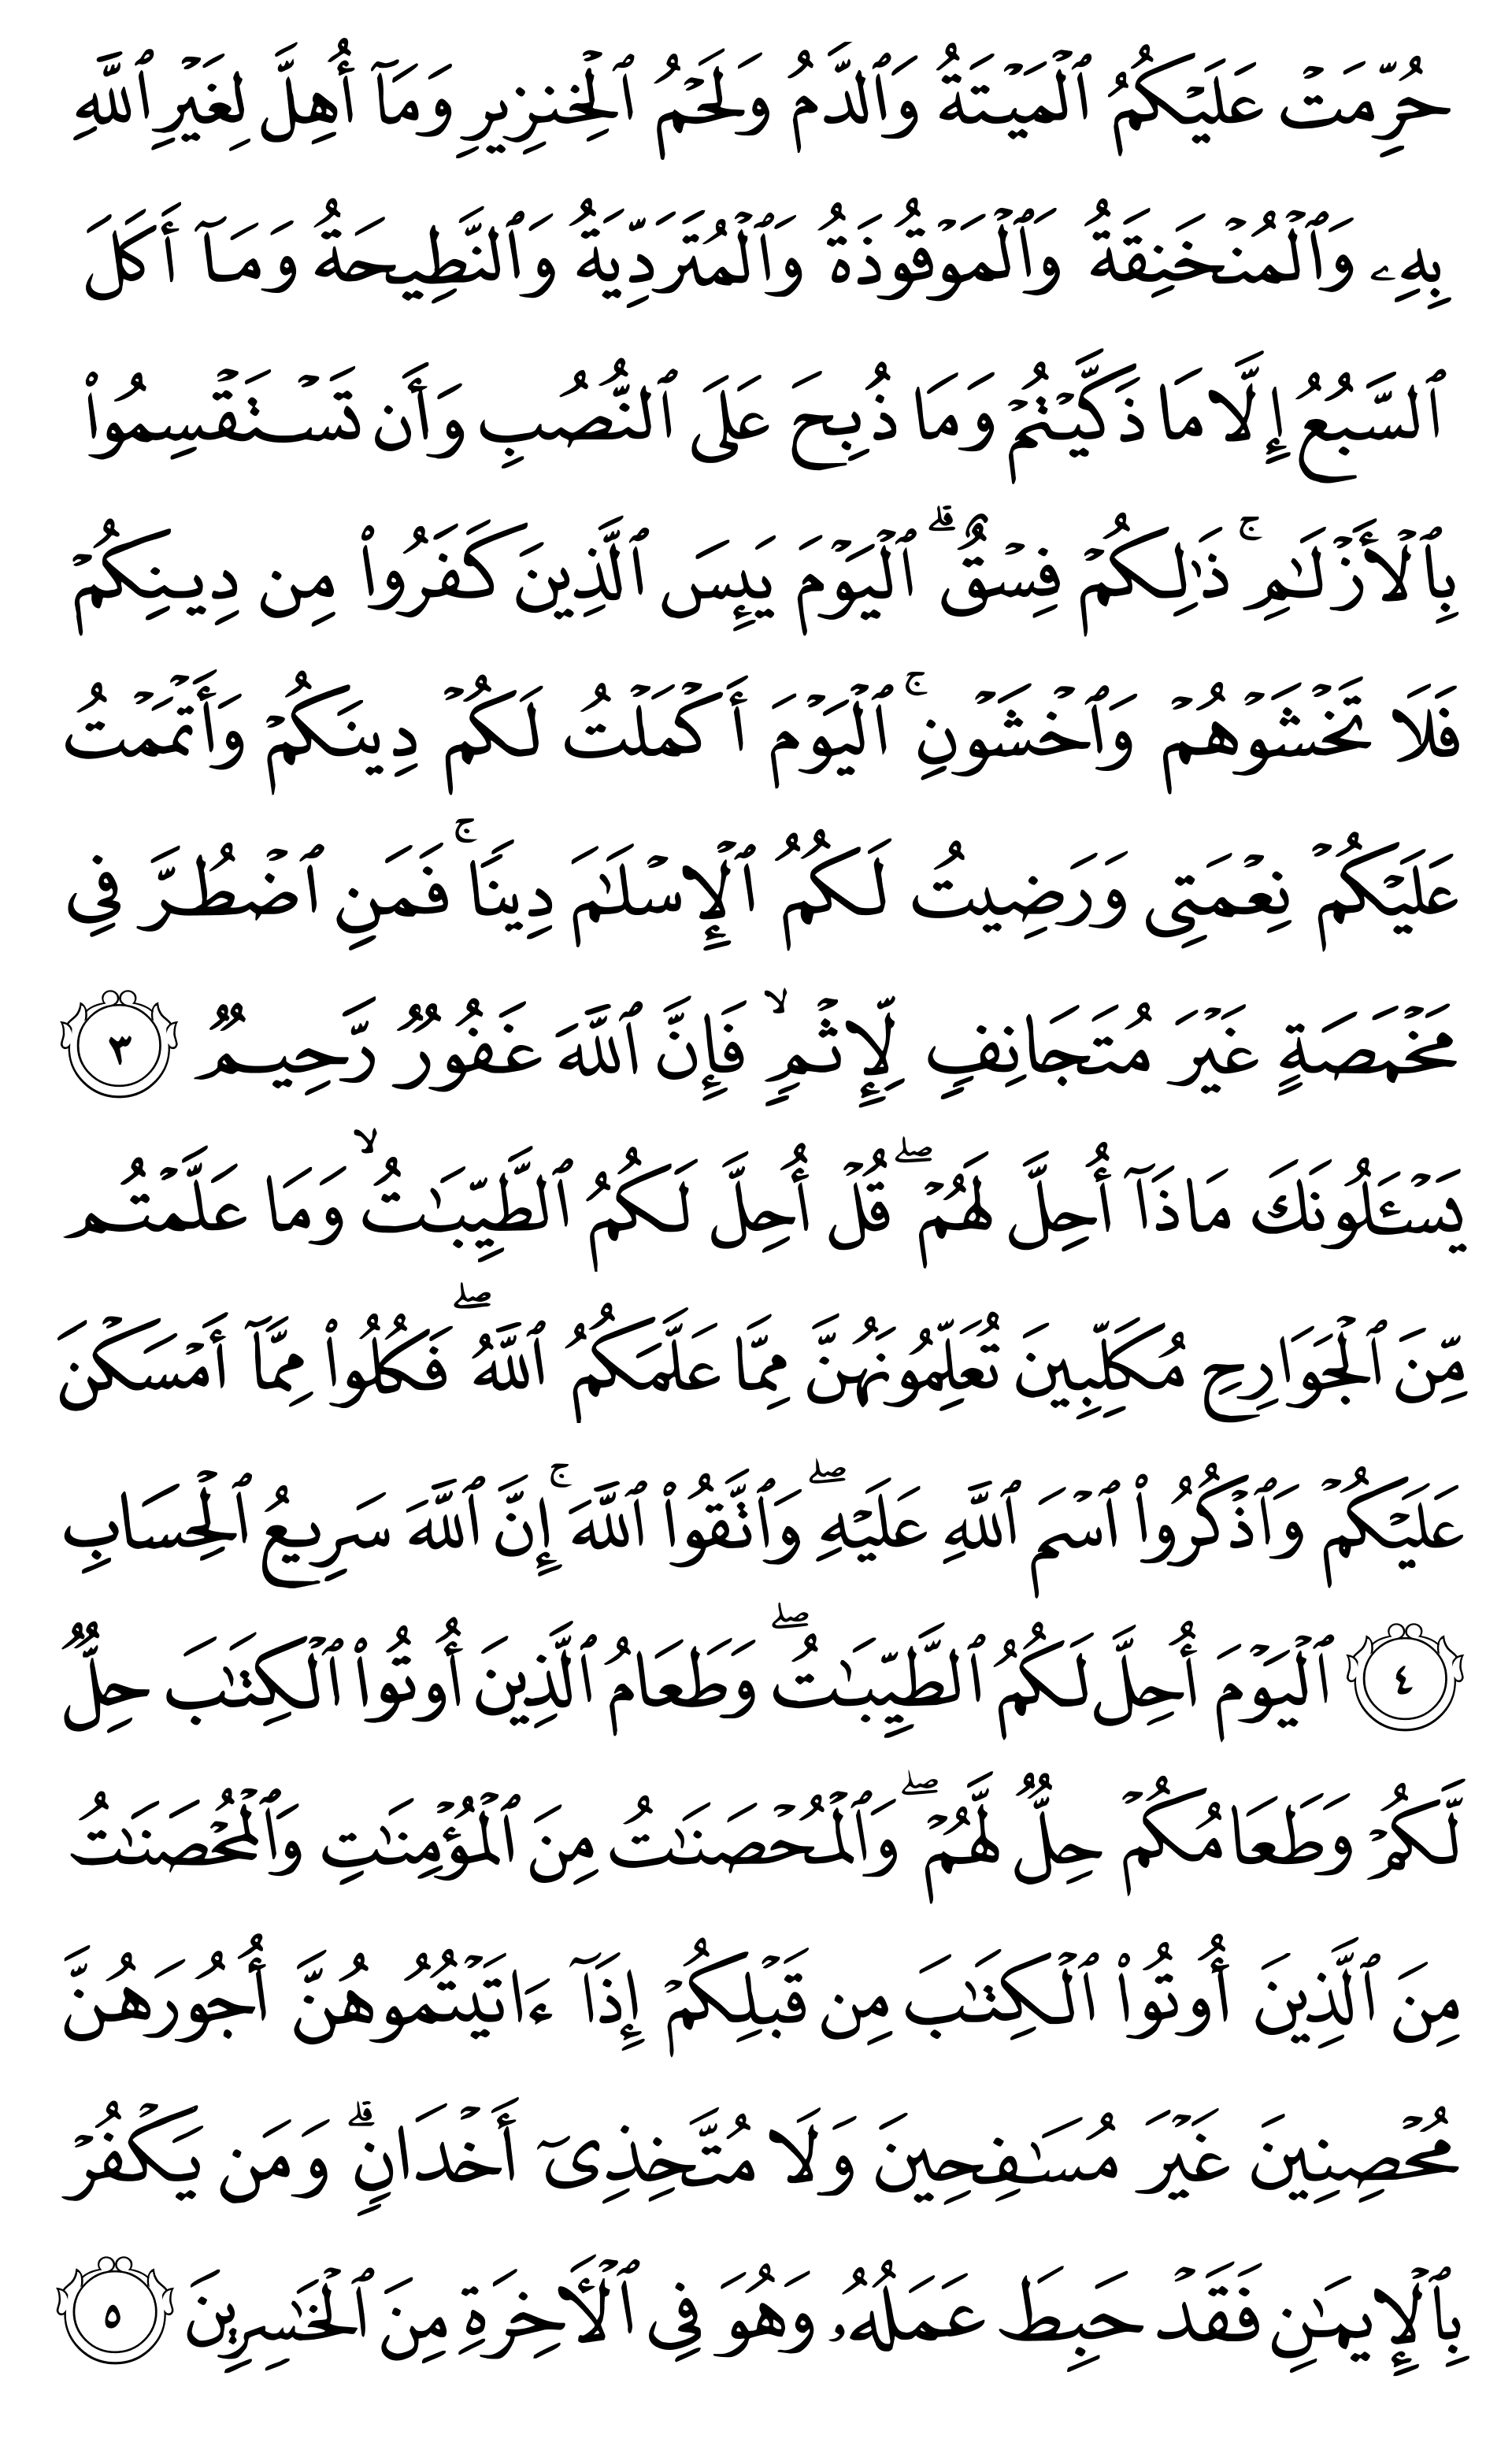 حُرِّمَتۡ عَلَيۡكُمُ ٱلۡمَيۡتَةُ وَٱلدَّمُ وَلَحۡمُ ٱلۡخِنزِيرِ وَمَآ أُهِلَّ لِغَيۡرِ ٱللَّهِ
بِهِۦ وَٱلۡمُنۡخَنِقَةُ وَٱلۡمَوۡقُوذَةُ وَٱلۡمُتَرَدِّيَةُ وَٱلنَّطِيحَةُ وَمَآ أَكَلَ
ٱلسَّبُعُ إِلَّا مَا ذَكَّيۡتُمۡ وَمَا ذُبِحَ عَلَى ٱلنُّصُبِ وَأَن تَسۡتَقۡسِمُواْ
بِٱلۡأَزۡلَٰمِۚ ذَٰلِكُمۡ فِسۡقٌۗ ٱلۡيَوۡمَ يَئِسَ ٱلَّذِينَ كَفَرُواْ مِن دِينِكُمۡ
فَلَا تَخۡشَوۡهُمۡ وَٱخۡشَوۡنِۚ ٱلۡيَوۡمَ أَكۡمَلۡتُ لَكُمۡ دِينَكُمۡ وَأَتۡمَمۡتُ
عَلَيۡكُمۡ نِعۡمَتِي وَرَضِيتُ لَكُمُ ٱلۡإِسۡلَٰمَ دِينٗاۚ فَمَنِ ٱضۡطُرَّ فِي
مَخۡمَصَةٍ غَيۡرَ مُتَجَانِفٖ لِّإِثۡمٖۙ فَإِنَّ ٱللَّهَ غَفُورٞ رَّحِيمٞ ٣
يَسۡـَٔلُونَكَ مَاذَآ أُحِلَّ لَهُمۡۖ قُلۡ أُحِلَّ لَكُمُ ٱلطَّيِّبَٰتُۙ وَمَا عَلَّمۡتُم
مِّنَ ٱلۡجَوَارِحِ مُكَلِّبِينَ تُعَلِّمُونَهُنَّ مِمَّا عَلَّمَكُمُ ٱللَّهُۖ فَكُلُواْ مِمَّآ أَمۡسَكۡنَ
عَلَيۡكُمۡ وَٱذۡكُرُواْ ٱسۡمَ ٱللَّهِ عَلَيۡهِۖ وَٱتَّقُواْ ٱللَّهَۚ إِنَّ ٱللَّهَ سَرِيعُ ٱلۡحِسَابِ
٤ ٱلۡيَوۡمَ أُحِلَّ لَكُمُ ٱلطَّيِّبَٰتُۖ وَطَعَامُ ٱلَّذِينَ أُوتُواْ ٱلۡكِتَٰبَ حِلّٞ
لَّكُمۡ وَطَعَامُكُمۡ حِلّٞ لَّهُمۡۖ وَٱلۡمُحۡصَنَٰتُ مِنَ ٱلۡمُؤۡمِنَٰتِ وَٱلۡمُحۡصَنَٰتُ
مِنَ ٱلَّذِينَ أُوتُواْ ٱلۡكِتَٰبَ مِن قَبۡلِكُمۡ إِذَآ ءَاتَيۡتُمُوهُنَّ أُجُورَهُنَّ
مُحۡصِنِينَ غَيۡرَ مُسَٰفِحِينَ وَلَا مُتَّخِذِيٓ أَخۡدَانٖۗ وَمَن يَكۡفُرۡ
بِٱلۡإِيمَٰنِ فَقَدۡ حَبِطَ عَمَلُهُۥ وَهُوَ فِي ٱلۡأٓخِرَةِ مِنَ ٱلۡخَٰسِرِينَ ٥